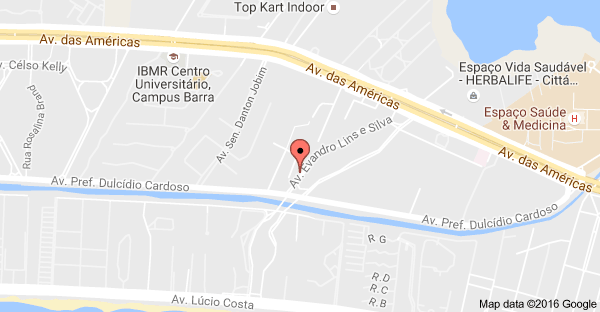 Top Kart Indoor
Av. das Américas
Av. Célso Kelly
IBMR Centro
Universitário,
Campus Barra
Av. Sen. Danton Jobim
Av. das Américas
Espaço Vida Saudável
- HERBALIFE - Cittá...
Espaço Saúde
& Medicina
H
Rua Rosalina Brand
Av. Evandro Lins e Silva
Av. das Américas
Av. Pref. Dulcídio Cardoso
Av. Pref. Dulcídio Cardoso
R G
R.D
R.C
R.B
Av. Lúcio Costa
Map data ©2016 Google